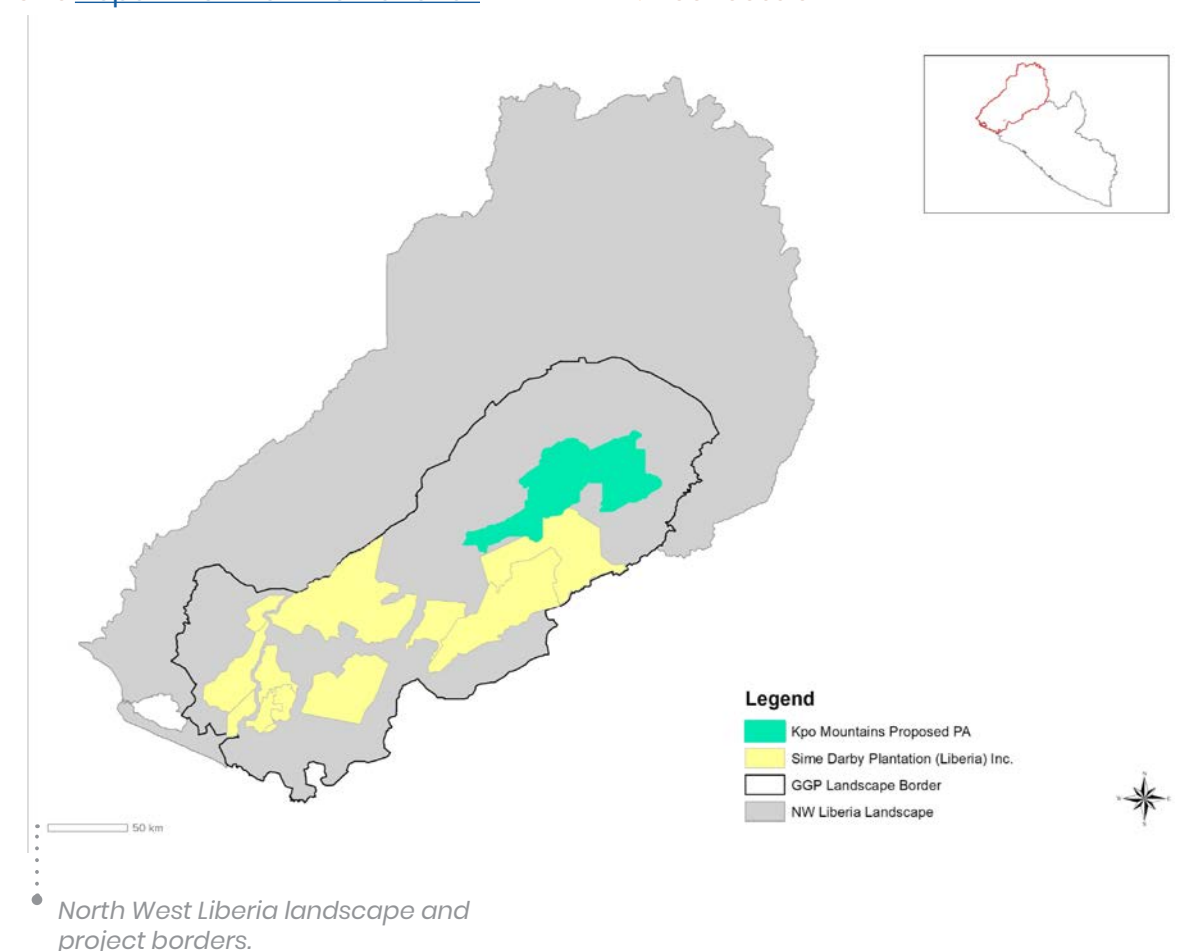 Legend
Kpo Mountains Proposed PA
Sime Darby Plantation (Liberia) Inc.
GGP Landscape Border
NW Liberia Landscape
50 km
North West Liberia landscape and
project borders.